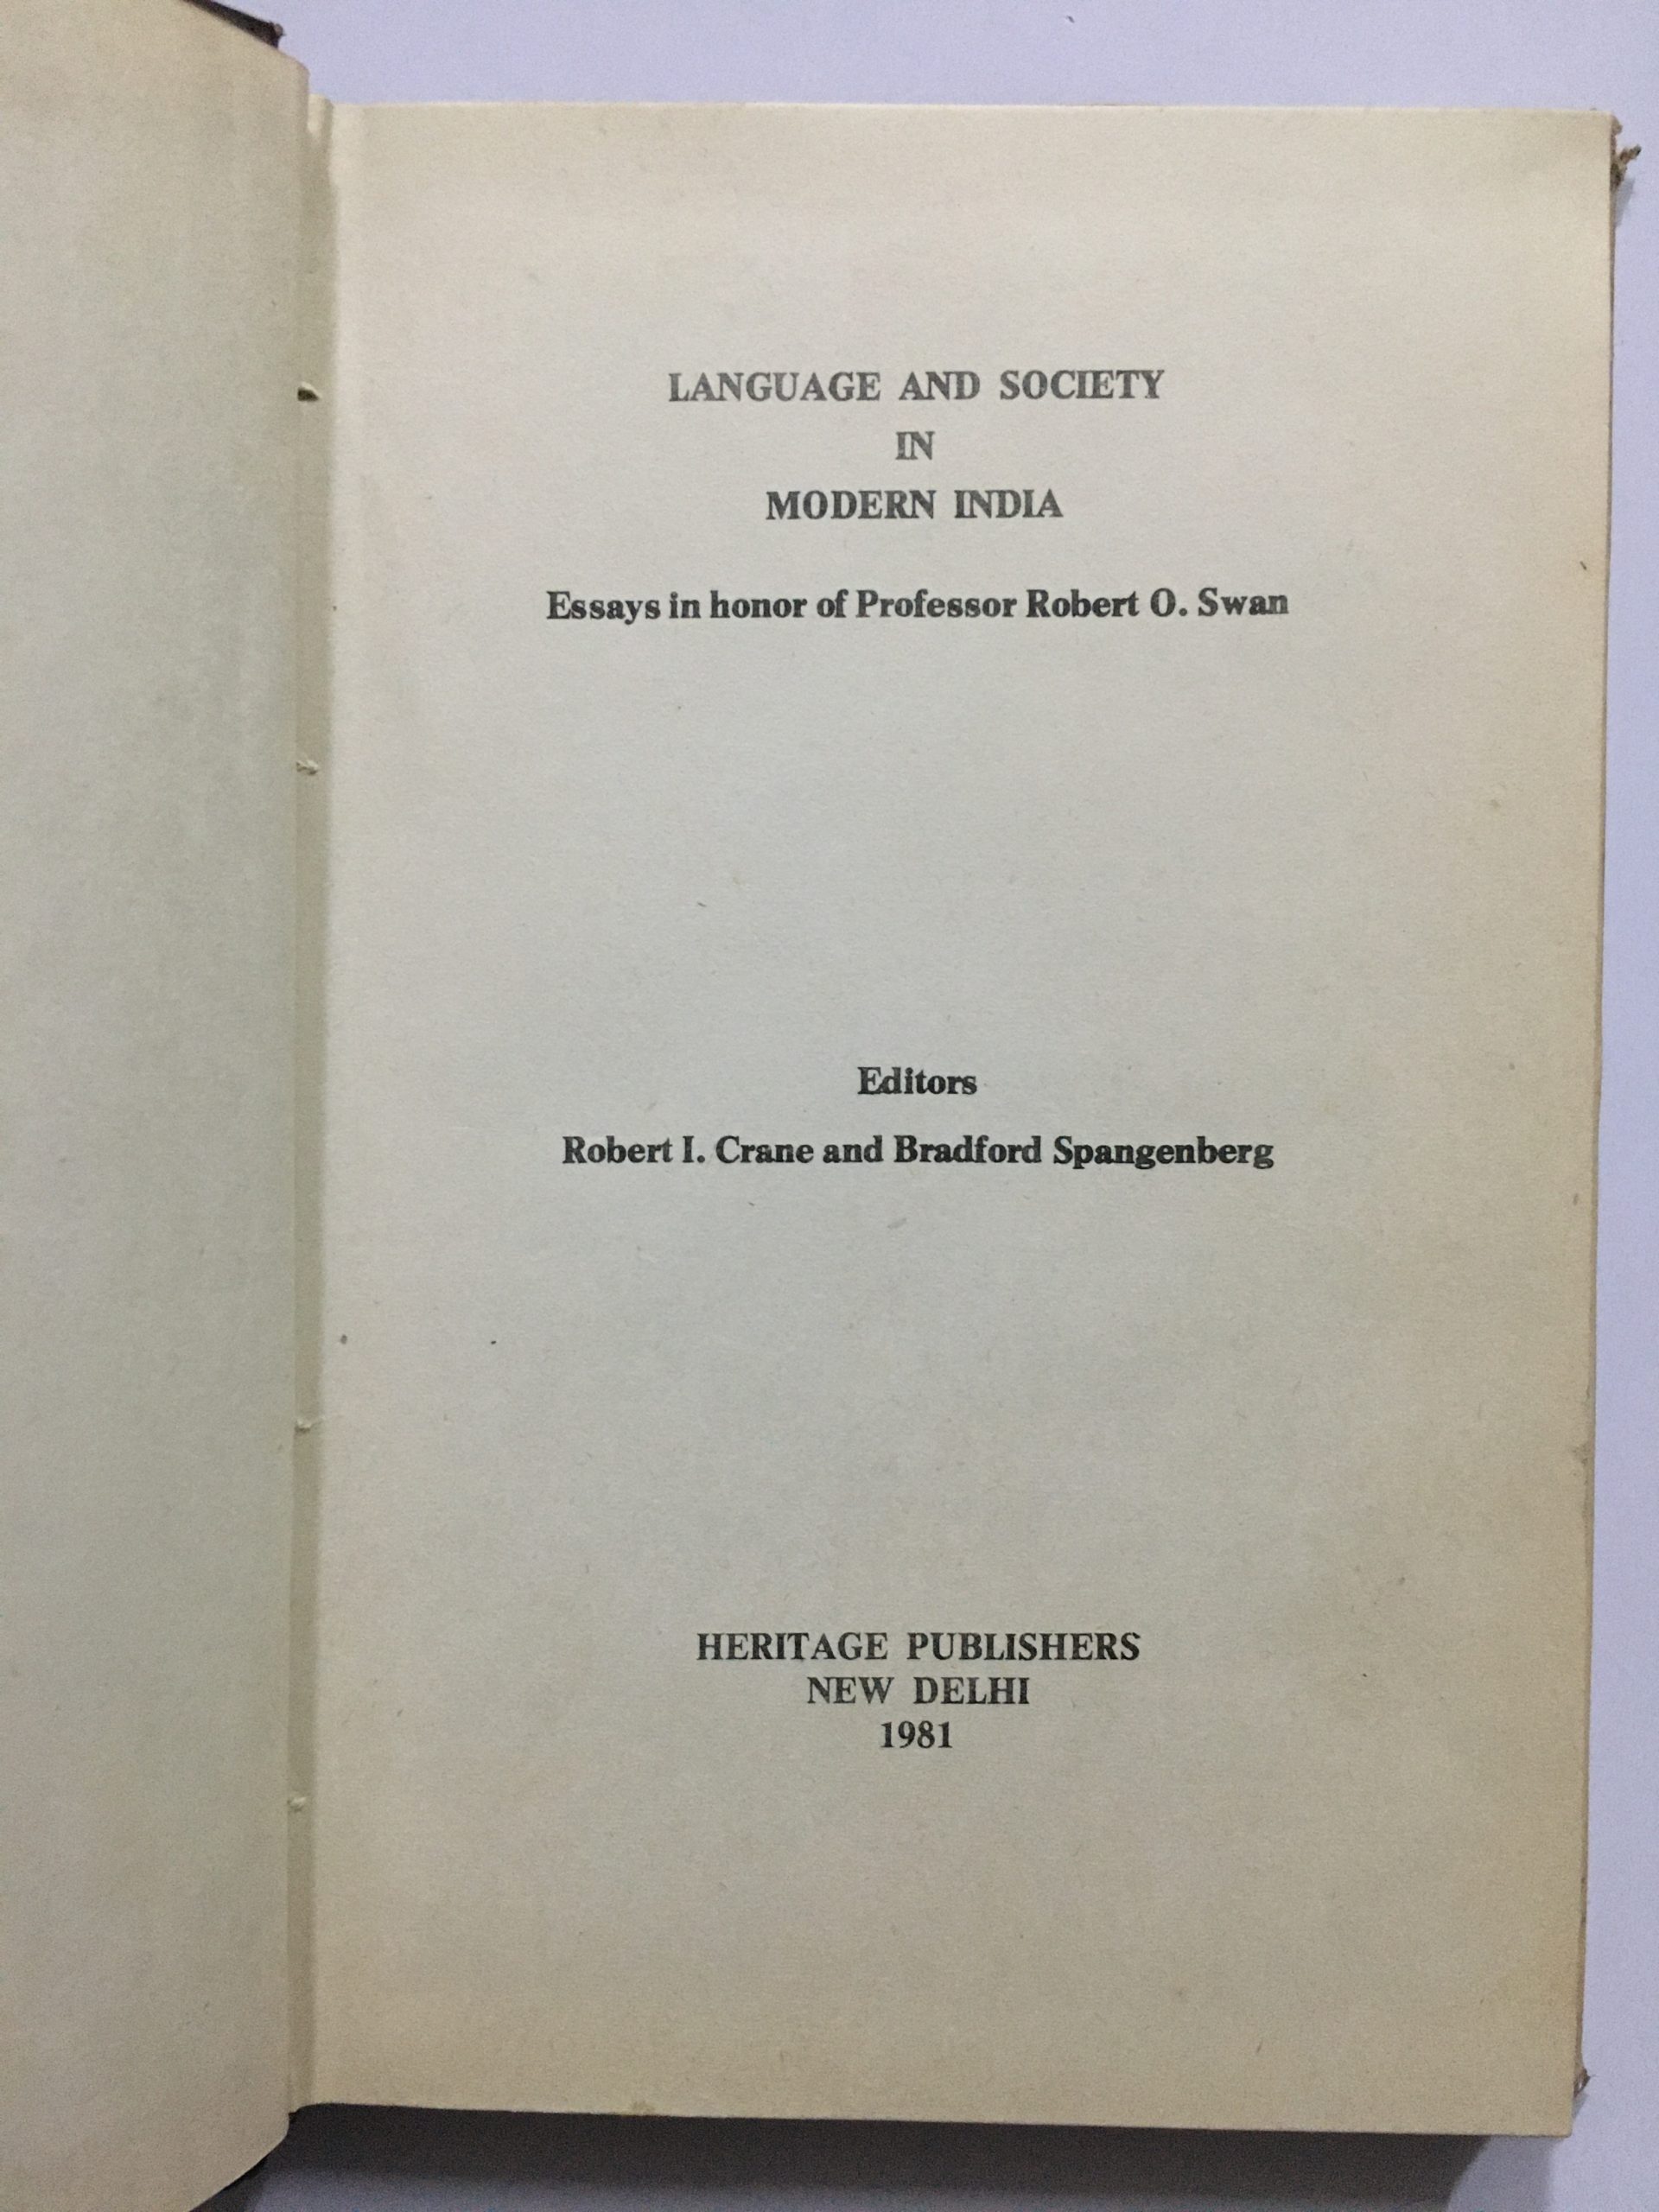 LANGUAGE AND SOCIETY
IN
MODERN INDIA
Essays in honor of Professor Robert O. Swan
Editors
Robert I. Crane and Bradford Spangenberg
HERITAGE PUBLISHERS
NEW DELHI
1981